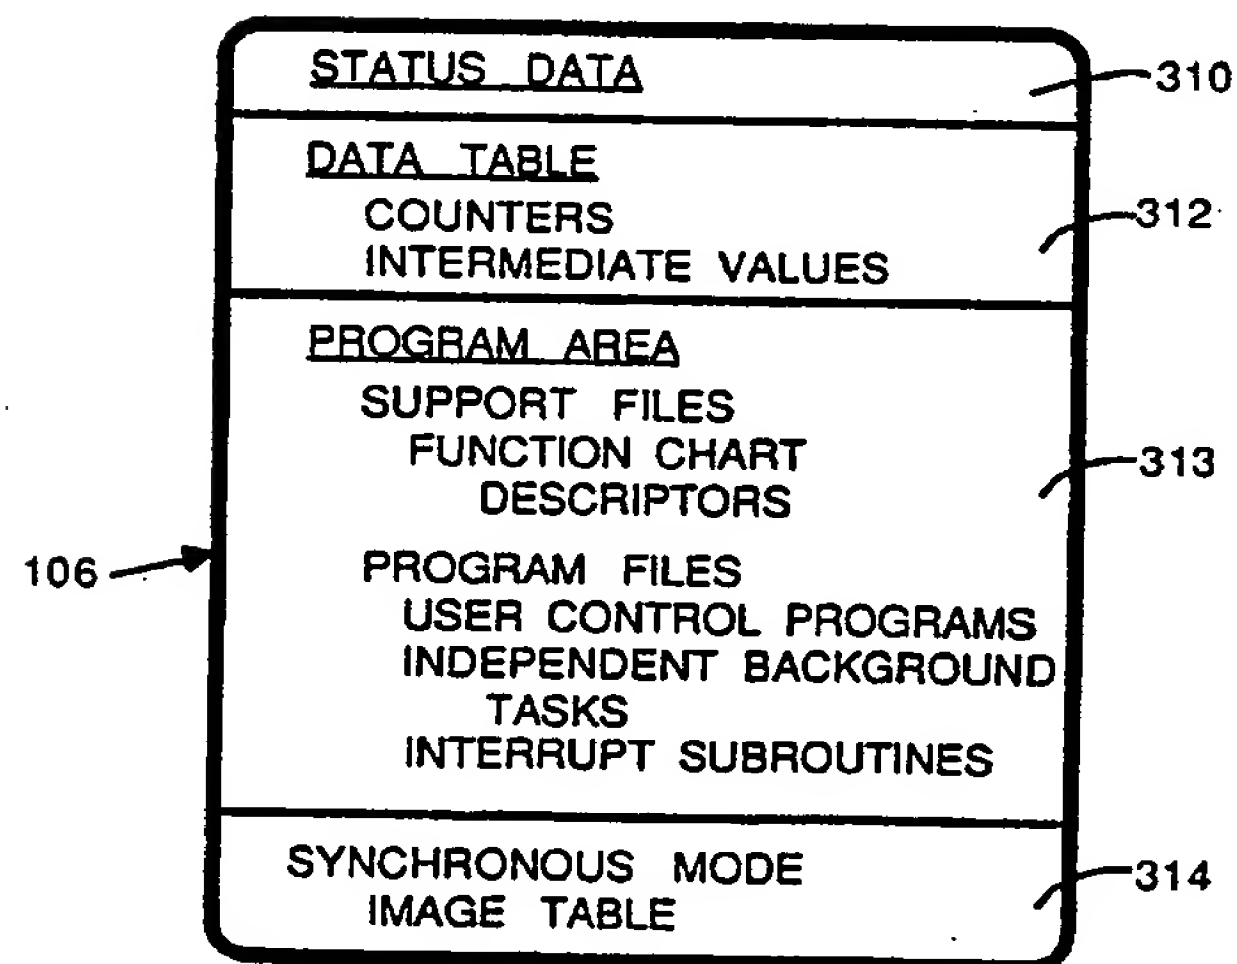 STATUS DATA
310
DATA TABLE
COUNTERS
312
INTERMEDIATE VALUES
PROGRAM AREA
SUPPORT FILES
FUNCTION CHART
313
DESCRIPTORS
106
PROGRAM FILES
USER CONTROL PROGRAMS
INDEPENDENT BACKGROUND
TASKS
INTERRUPT SUBROUTINES
SYNCHRONOUS MODE
314
IMAGE TABLE